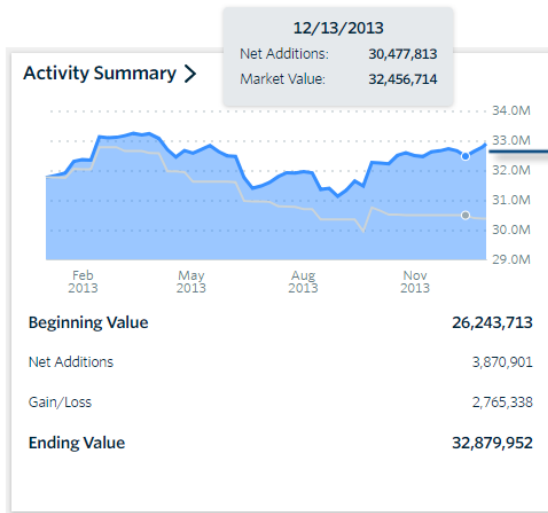 12/13/2013
Net Additions: 30,477,813
Market Value: 32,456,714
Activity Summary
34.0M
33.0M
32.0M
31.0M
30.0M
29.0M
Feb 2013
May 2013
Aug 2013
Nov 2013
Beginning Value 26,243,713
Net Additions 3,870,901
Gain/Loss 2,765,338
Ending Value 32,879,952